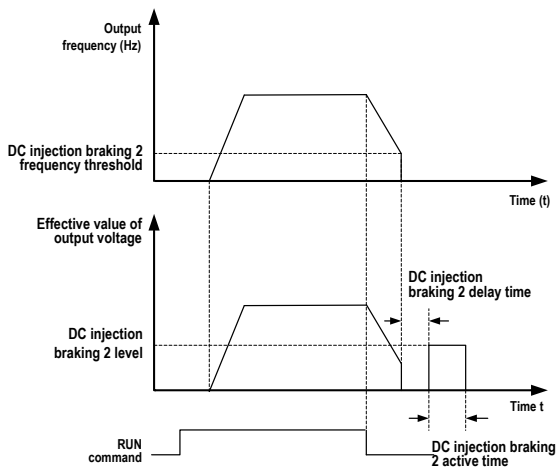 Output
frequency (Hz)
DC injection braking 2
frequency threshold
Time (t)
Effective value of
output voltage
DC injection
braking 2 delay time
DC injection
braking 2 level
Time t
RUN
command
DC injection braking
2 active time